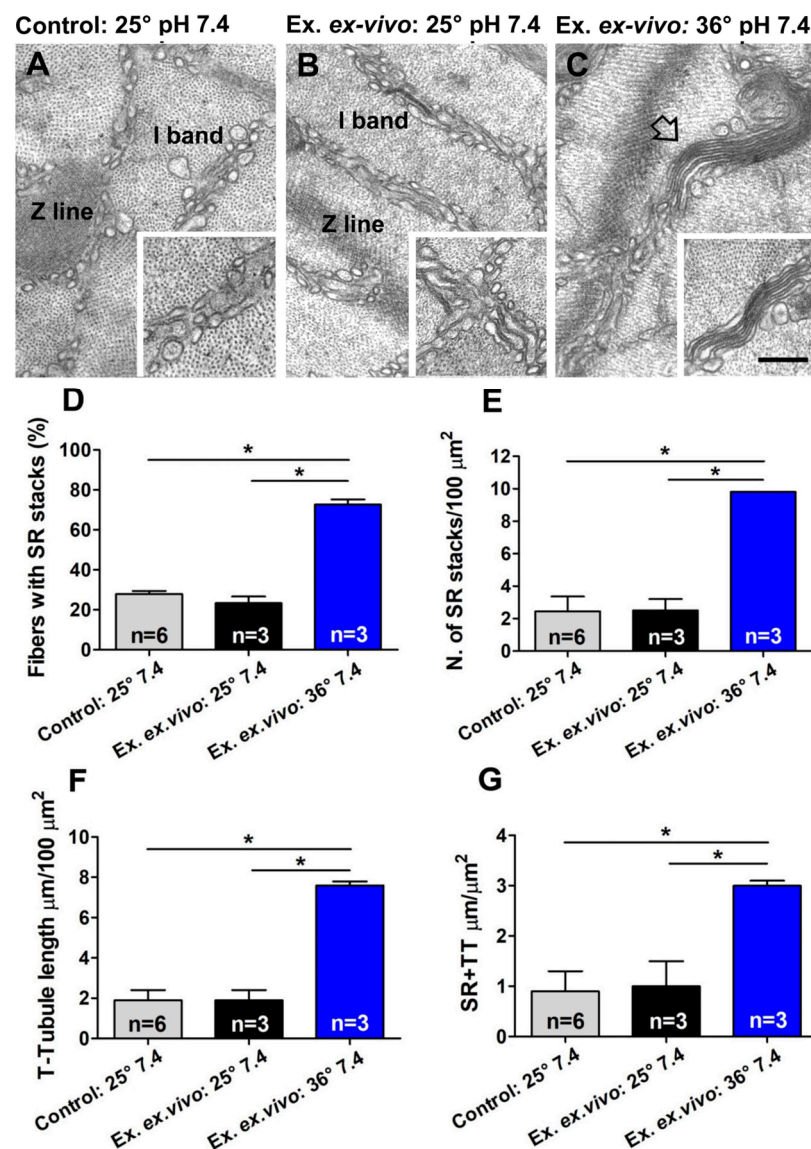 Control: 25° pH 7.4
Ex. ex-vivo: 25° pH 7.4
Ex. ex-vivo: 36° pH 7.4
A
I band
Z line
B
I band
Z line
C
D
Fibers with SR stacks (%)
100
80
60
40
20
0
*
*
n=6
n=3
n=3
Control: 25° 7.4
Ex. ex.vivo: 25° 7.4
Ex. ex.vivo: 36° 7.4
E
N. of SR stacks/100 μm²
12
10
8
6
4
2
0
*
*
n=6
n=3
n=3
Control: 25° 7.4
Ex. ex.vivo: 25° 7.4
Ex. ex.vivo: 36° 7.4
F
T-Tubule length μm/100 μm²
10
8
6
4
2
0
*
*
n=6
n=3
n=3
Control: 25° 7.4
Ex. ex.vivo: 25° 7.4
Ex. ex.vivo: 36° 7.4
G
SR+TT μm/μm²
4
3
2
1
0
*
*
n=6
n=3
n=3
Control: 25° 7.4
Ex. ex.vivo: 25° 7.4
Ex. ex.vivo: 36° 7.4